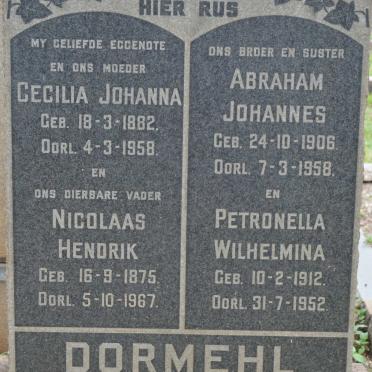 HIER RUS
MY GELIEFDE EGGENOTE
EN ONS MOEDER
CECILIA JOHANNA
GEB. 18-3-1882.
OORL. 4-3-1958.
EN
ONS DIERBARE VADER
NICOLAAS
HENDRIK
GEB. 16-9-1875.
OORL. 5-10-1967.
ONS BROER EN SUSTER
ABRAHAM
JOHANNES
GEB. 24-10-1906.
OORL. 7-3-1958.
EN
PETRONELLA
WILHELMINA
GEB. 10-2-1912.
OORL. 31-7-1952.
DORMEHL